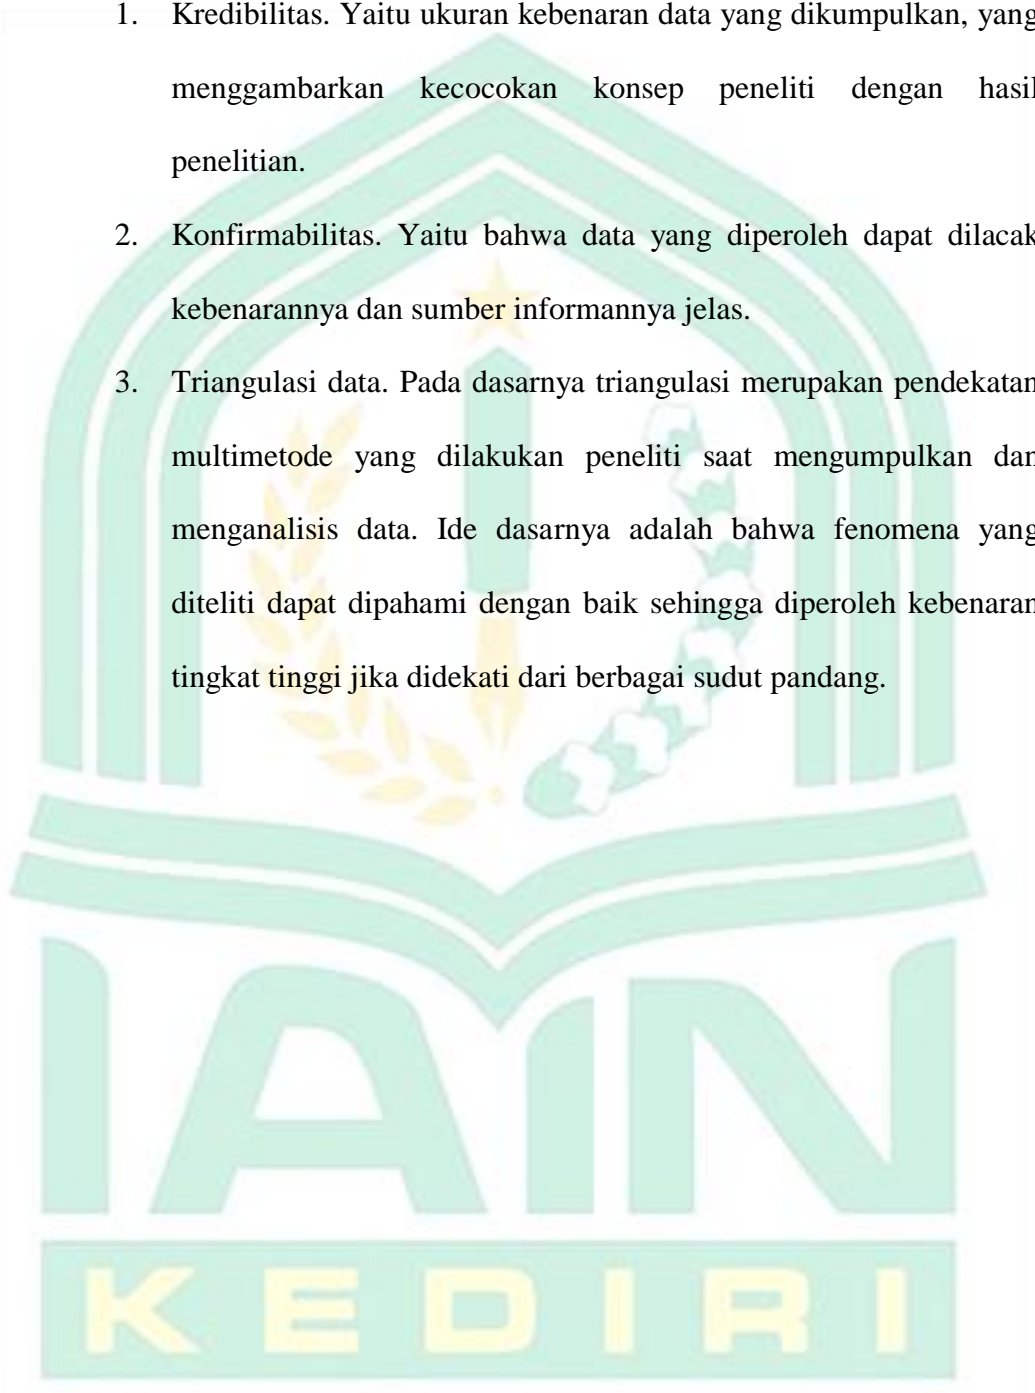 1. Kredibilitas. Yaitu ukuran kebenaran data yang dikumpulkan, yang
menggambarkan kecocokan konsep peneliti dengan hasil
penelitian.
2. Konfirmabilitas. Yaitu bahwa data yang diperoleh dapat dilacak
kebenarannya dan sumber informannya jelas.
3. Triangulasi data. Pada dasarnya triangulasi merupakan pendekatan
multimetode yang dilakukan peneliti saat mengumpulkan dan
menganalisis data. Ide dasarnya adalah bahwa fenomena yang
diteliti dapat dipahami dengan baik sehingga diperoleh kebenaran
tingkat tinggi jika didekati dari berbagai sudut pandang.
IAIN
KEDIRI